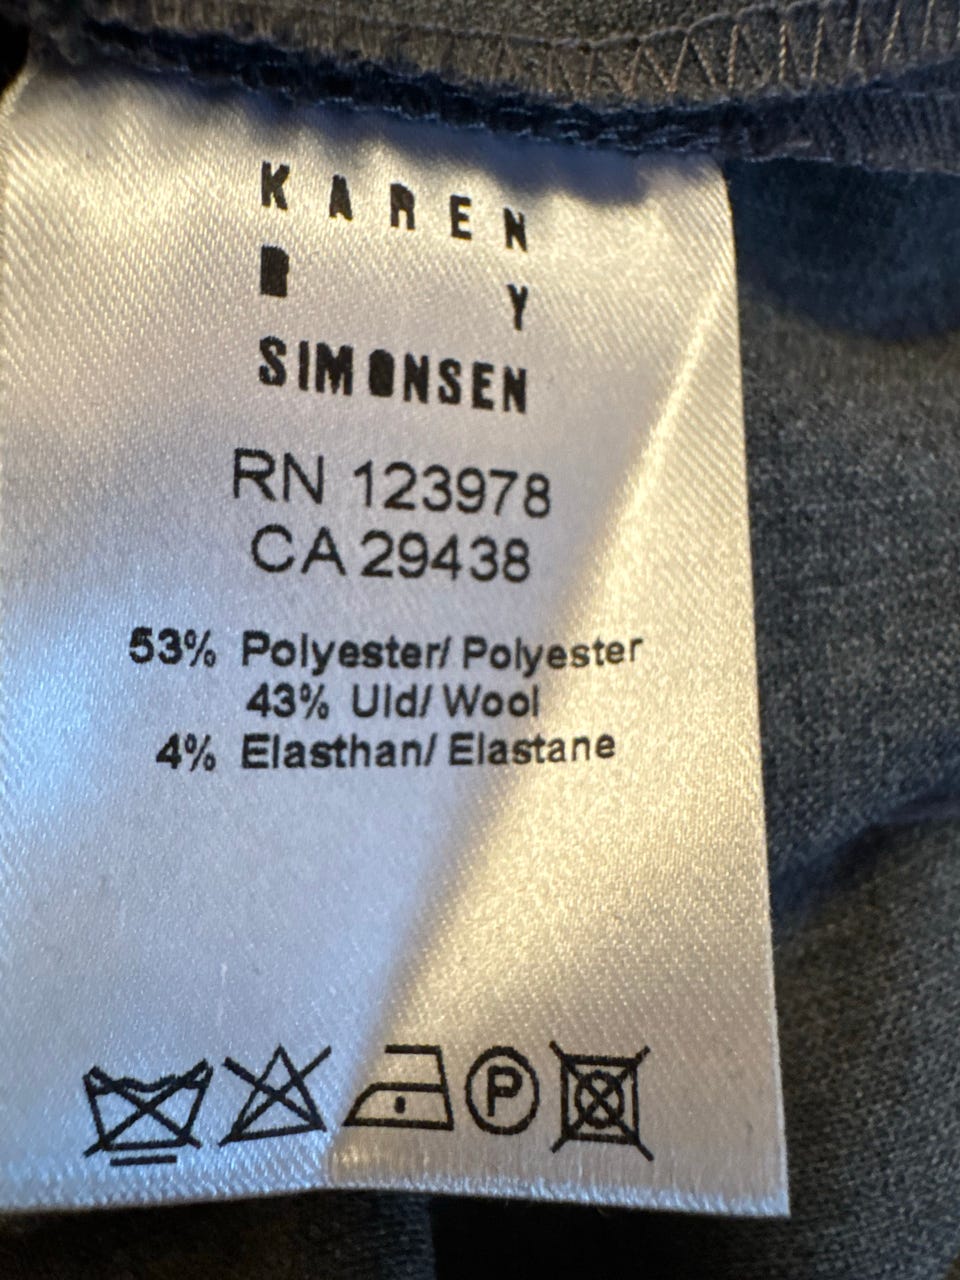 KAREN
B Y
SIMONSEN
RN 123978
CA 29438
53% Polyester/ Polyester
43% Uld/ Wool
4% Elasthan/ Elastane
P